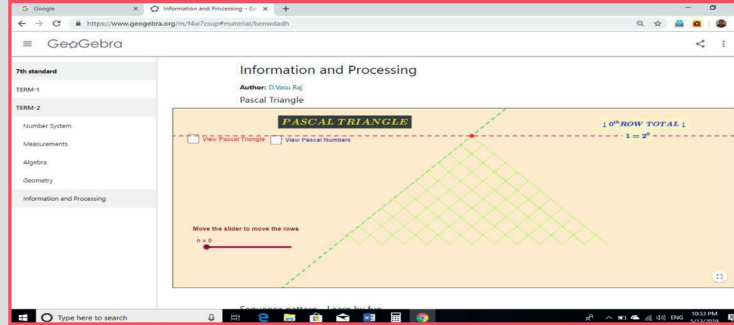 Google
Information and Processing – Ge
https://www.geogebra.org/m/f4w7csup#material/benwdadh
GeoGebra
7th standard
TERM-1
TERM-2
Number System
Measurements
Algebra
Geometry
Information and Processing
Information and Processing
Author: D.Vasu Raj
Pascal Triangle
PASCAL TRIANGLE
↓ 0th ROW TOTAL ↓
1 = 2⁰
View Pascal Triangle View Pascal Numbers
Move the slider to move the rows
n = 0
Sequence pattern - Learn by fun
Type here to search
ENG
10:33 PM
5/13/2019